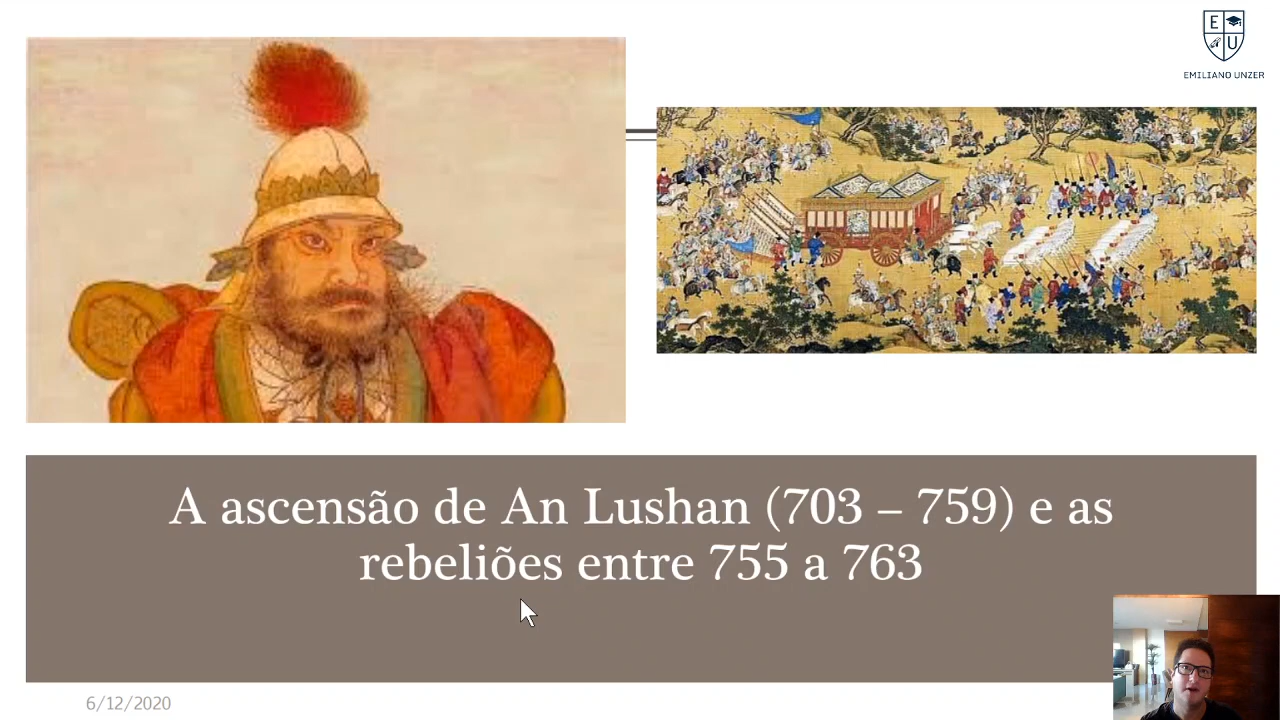 E
U
EMILIANO UNZER
A ascensão de An Lushan (703 – 759) e as
rebeliões entre 755 a 763
6/12/2020